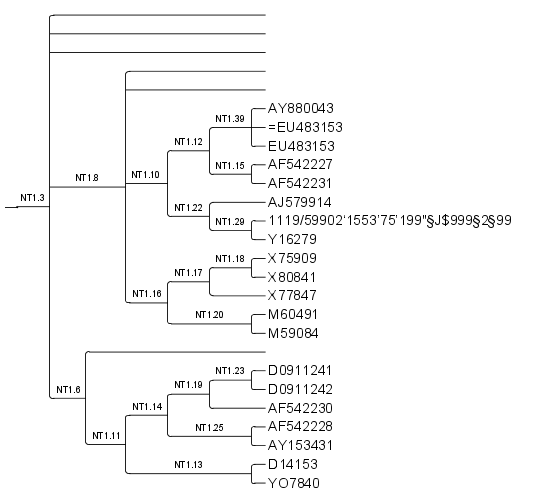 NT1.39
AY880043
=EU483153
NT1.12
EU483153
NT1.15
AF542227
NT1.8
NT1.10
AF542231
NT1.3
NT1.22
AJ579914
NT1.29
1119/59902'1553'75'199"§J$999§2§99
Y16279
NT1.18
X75909
NT1.17
X80841
NT1.16
X77847
NT1.20
M60491
M59084
NT1.23
D0911241
NT1.6
NT1.19
D0911242
NT1.14
AF542230
NT1.25
AF542228
NT1.11
AY153431
NT1.13
D14153
YO7840